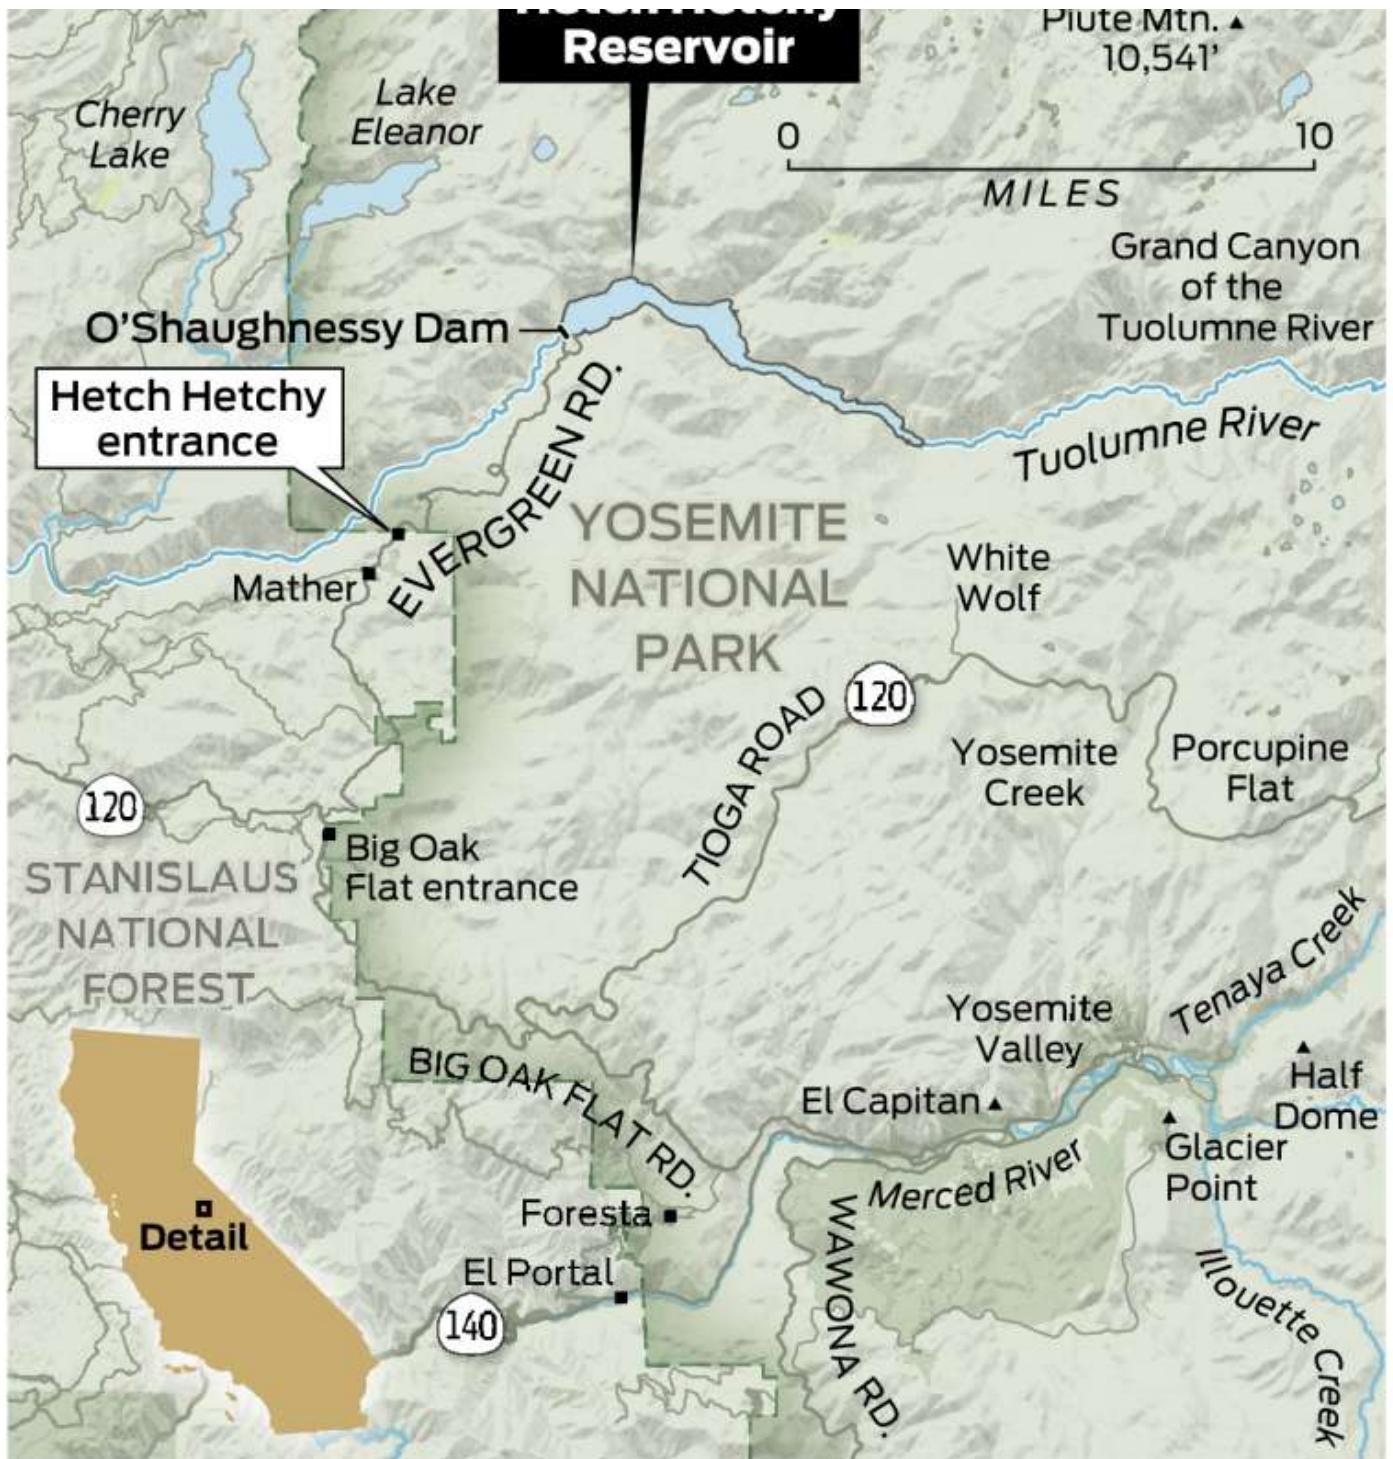 Hetch Hetchy
Reservoir
Piute Mtn.
10,541'
Cherry
Lake
Lake
Eleanor
0 10
MILES
Grand Canyon
of the
Tuolumne River
O'Shaughnessy Dam
Hetch Hetchy
entrance
EVERGREEN RD.
Tuolumne River
YOSEMITE
NATIONAL
PARK
Mather
White
Wolf
120
TIOGA ROAD
Yosemite
Creek
Porcupine
Flat
120
Big Oak
Flat entrance
STANISLAUS
NATIONAL
FOREST
Tenaya Creek
Yosemite
Valley
BIG OAK FLAT RD.
El Capitan
Half
Dome
Glacier
Point
Merced River
Foresta
WAWONA RD.
Detail
El Portal
140
Illouette Creek